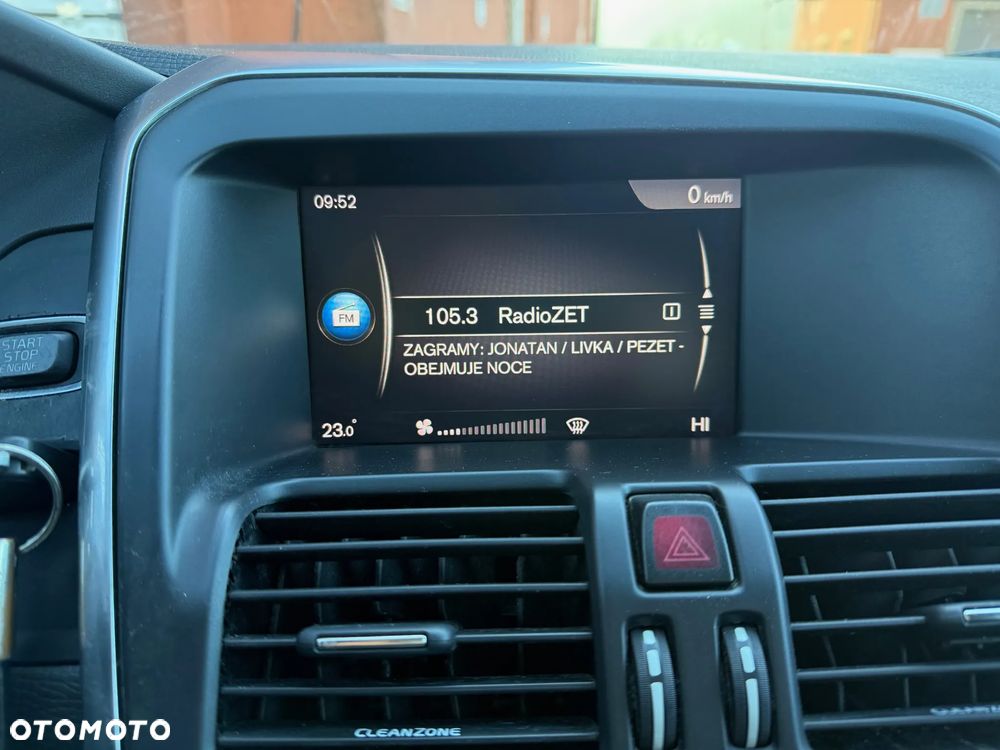 09:52
0 km/h
FM
105.3 RadioZET
ZAGRAMY: JONATAN / LIVKA / PEZET -
OBEJMUJE NOCE
START
STOP
ENGINE
23.0°
HI
CLEANZONE
OTOMOTO